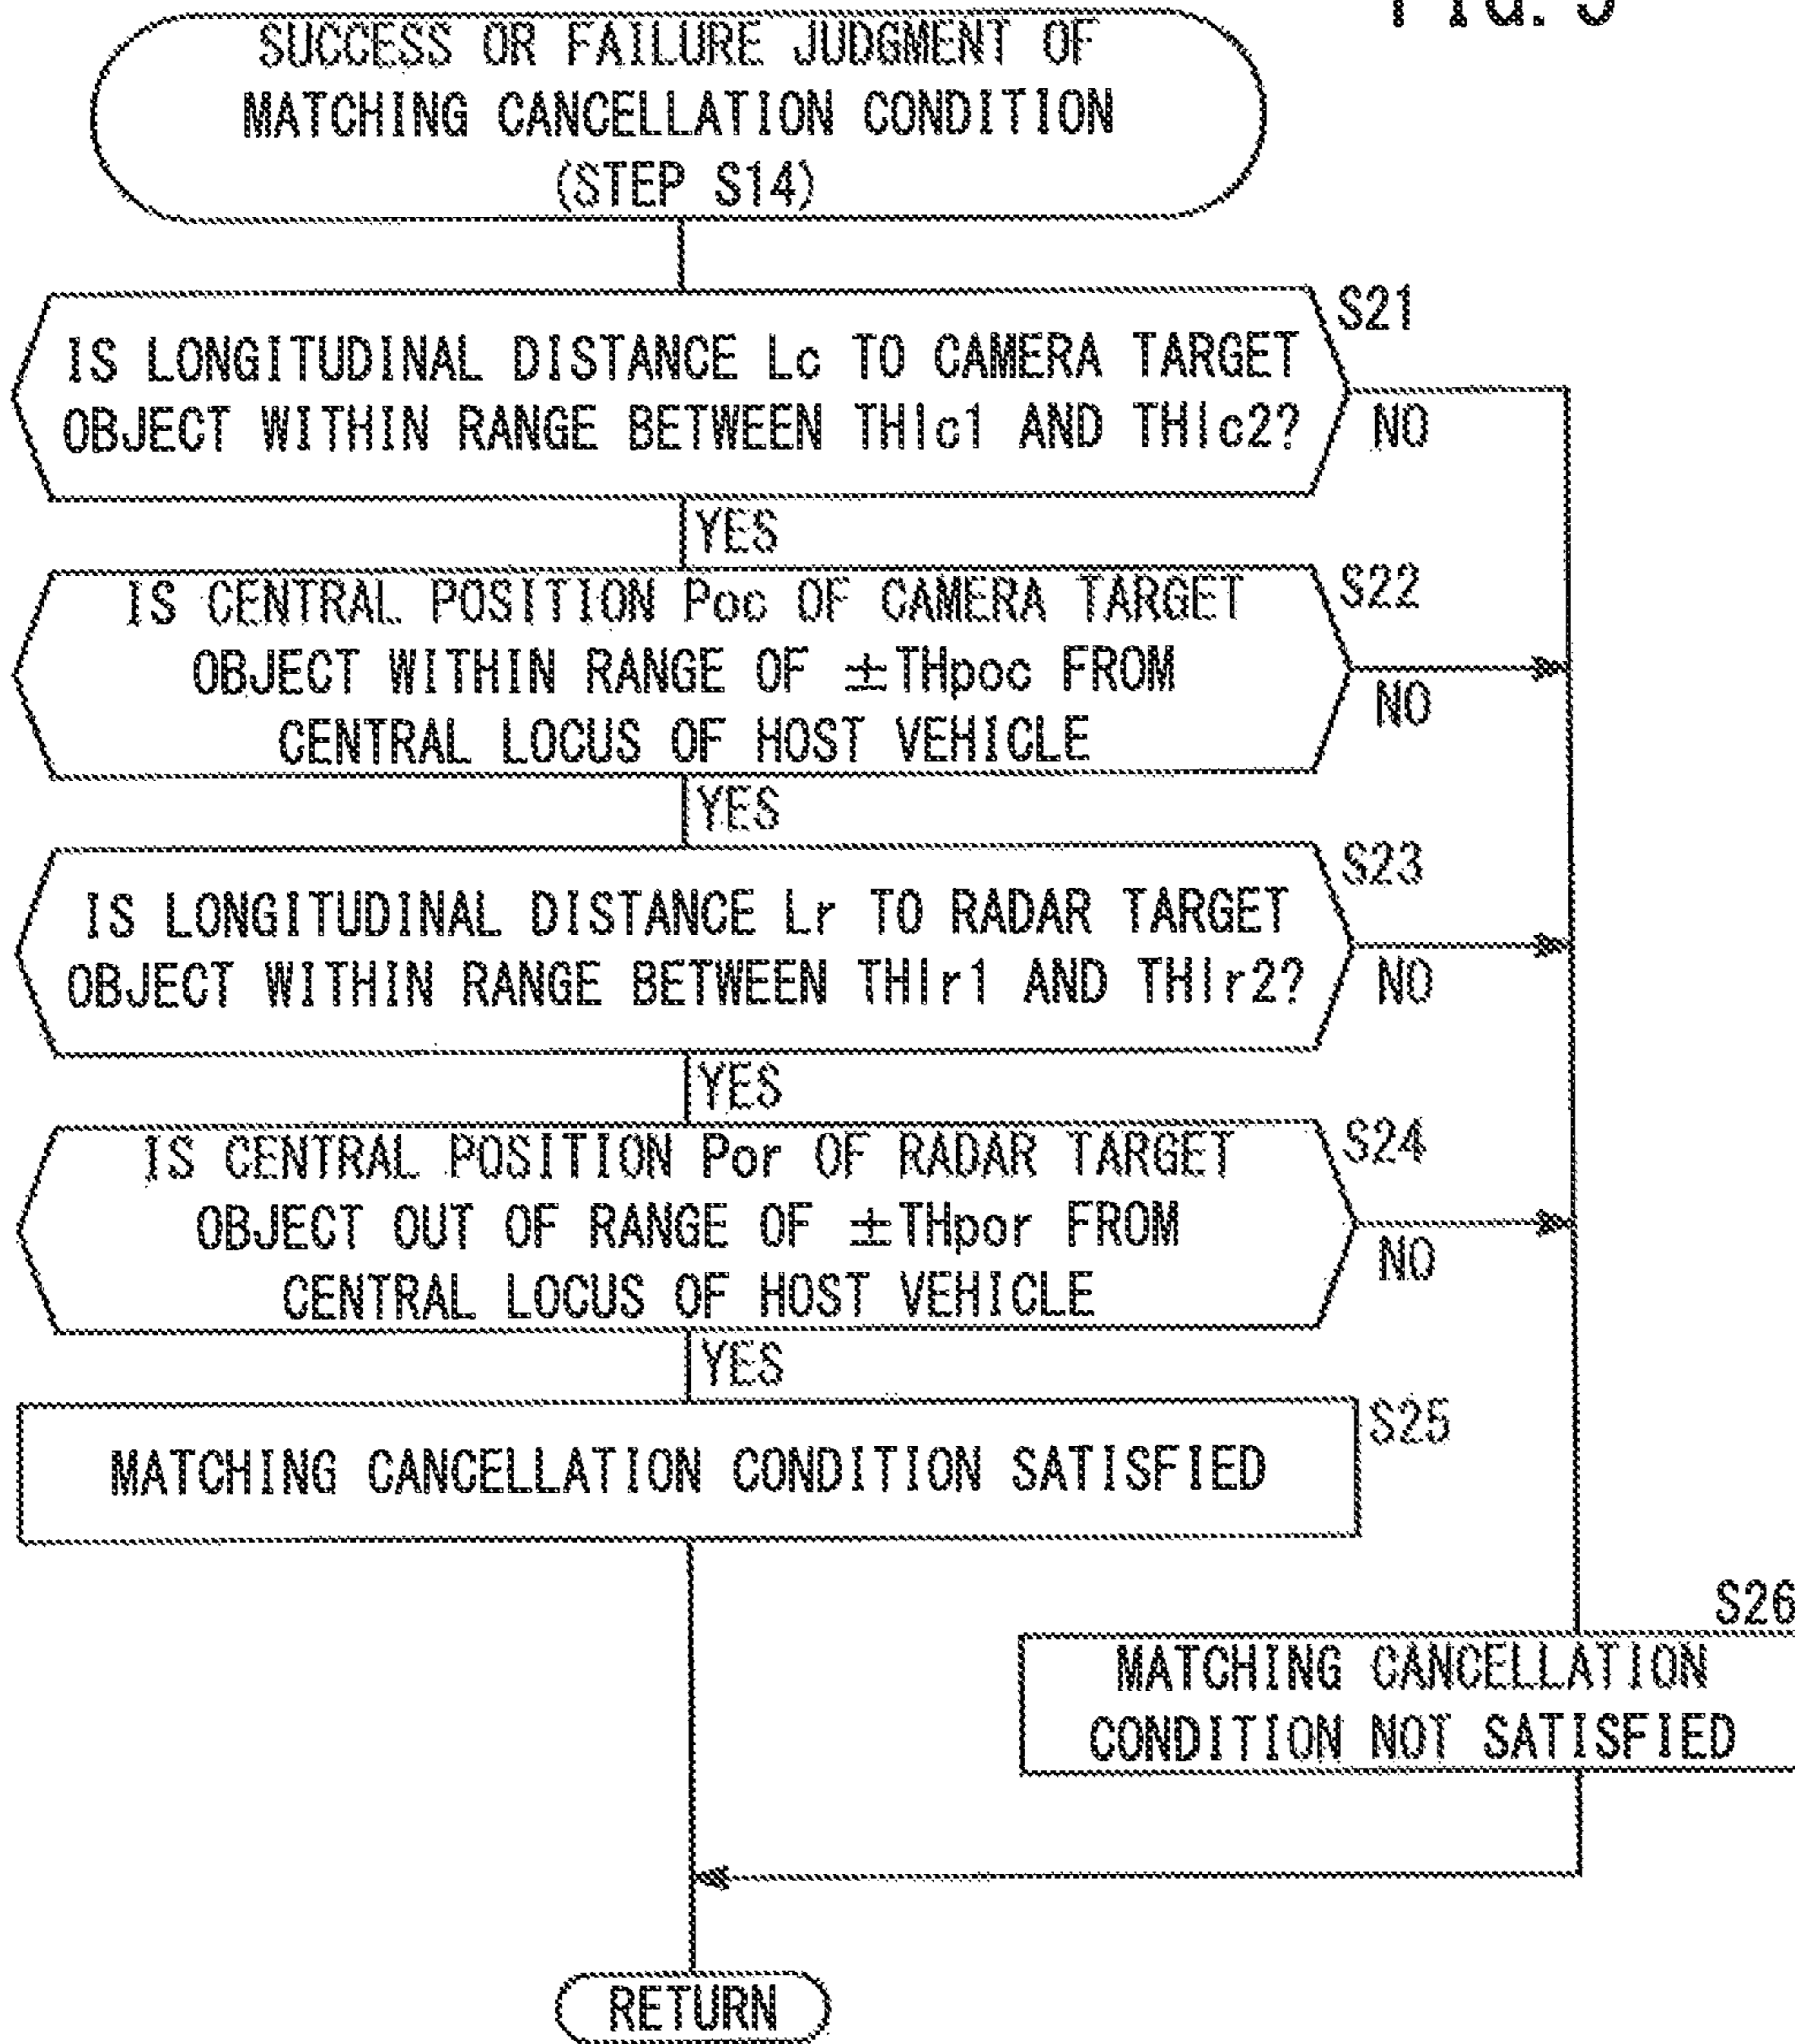 SUCCESS OR FAILURE JUDGMENT OF
MATCHING CANCELLATION CONDITION
(STEP S14)
S21
IS LONGITUDINAL DISTANCE Lc TO CAMERA TARGET
OBJECT WITHIN RANGE BETWEEN THlc1 AND THlc2?
NO
YES
S22
IS CENTRAL POSITION Poc OF CAMERA TARGET
OBJECT WITHIN RANGE OF ±THpoc FROM
CENTRAL LOCUS OF HOST VEHICLE
NO
YES
S23
IS LONGITUDINAL DISTANCE Lr TO RADAR TARGET
OBJECT WITHIN RANGE BETWEEN THlr1 AND THlr2?
NO
YES
S24
IS CENTRAL POSITION Por OF RADAR TARGET
OBJECT OUT OF RANGE OF ±THpor FROM
CENTRAL LOCUS OF HOST VEHICLE
NO
YES
S25
MATCHING CANCELLATION CONDITION SATISFIED
S26
MATCHING CANCELLATION
CONDITION NOT SATISFIED
RETURN